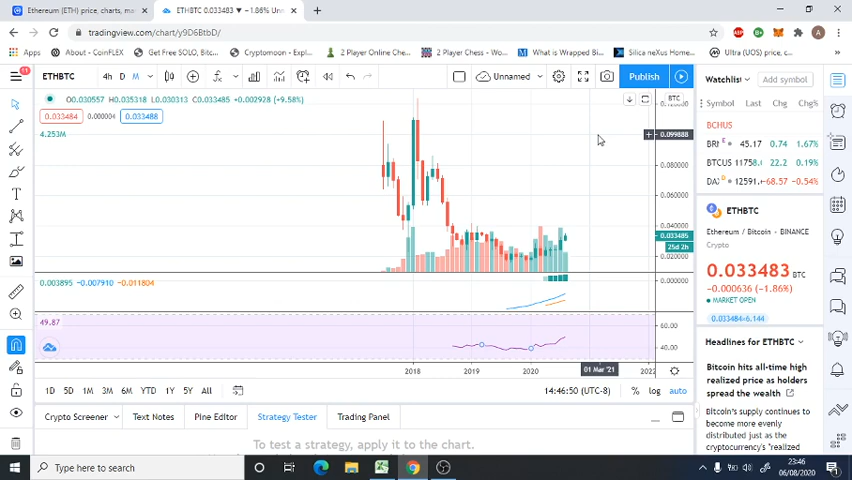 Ethereum (ETH) price, charts, ma
ETHBTC 0.033483 ▼ −1.86% Unn
tradingview.com/chart/y9D6BtbD/
Apps
About - CoinFLEX
Get Free SOLO, Bitc...
Cryptomoon - Explo...
2 Player Online Che...
2 Player Chess - Wo...
What is Wrapped Bi...
Silica neXus Home...
Ultra (UOS) price, c...
11
ETHBTC
4h D M
Unnamed
Publish
Watchlist
Add symbol
O0.030557 H0.035318 L0.030313 C0.033485 +0.002928 (+9.58%)
0.033484
0.000004
0.033488
4.253M
BTC
0.120000
0.099888
0.080000
0.060000
0.040000
0.033485
25d 2h
0.020000
0.003895 −0.007910 −0.011804
0.000000
49.87
60.00
40.00
2018
2019
2020
01 Mar '21
2022
1D 5D 1M 3M 6M YTD 1Y 5Y All
14:46:50 (UTC-8)
% log auto
Crypto Screener
Text Notes
Pine Editor
Strategy Tester
Trading Panel
To test a strategy, apply it to the chart.
Symbol Last Chg Chg%
BCHUS
E
45.17 0.74 1.67%
BTCUS 11758. 22.2 0.19%
D
12591. -68.57 -0.54%
ETHBTC
Ethereum / Bitcoin • BINANCE
Crypto
0.033483 BTC
−0.000636 (−1.86%)
MARKET OPEN
0.033484×6.144
Headlines for ETHBTC
Bitcoin hits all-time high
realized price as holders
spread the wealth
Bitcoin's supply continues to
become more evenly
distributed just as the
cryptocurrency's "realized
Type here to search
23:46
06/08/2020